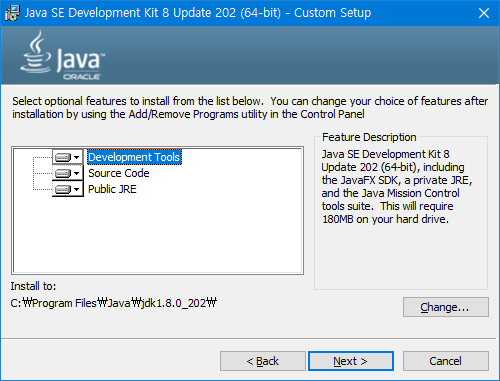 Java SE Development Kit 8 Update 202 (64-bit) - Custom Setup
Java
ORACLE
Select optional features to install from the list below.  You can change your choice of features after
installation by using the Add/Remove Programs utility in the Control Panel
Development Tools
Source Code
Public JRE
Feature Description
Java SE Development Kit 8
Update 202 (64-bit), including
the JavaFX SDK, a private JRE,
and the Java Mission Control
tools suite.  This will require
180MB on your hard drive.
Install to:
C:₩Program Files₩Java₩jdk1.8.0_202₩
Change...
< Back
Next >
Cancel